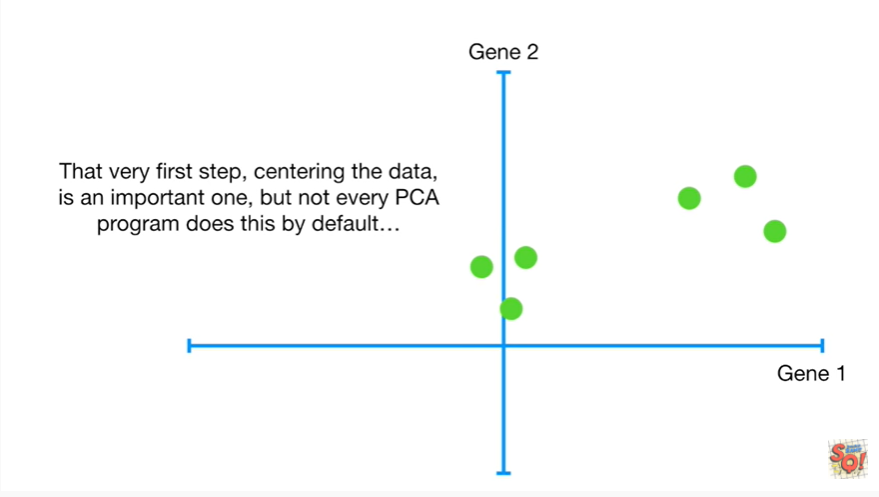 Gene 2
That very first step, centering the data,
is an important one, but not every PCA
program does this by default…
Gene 1
SQ!